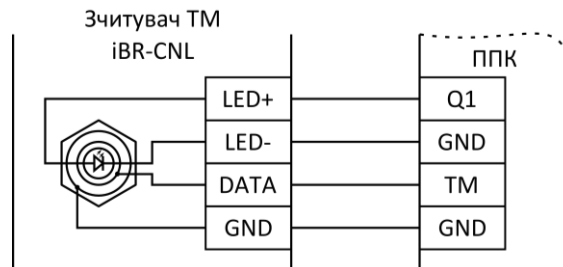 Зчитувач ТМ
iBR-CNL
ППК
LED+
Q1
LED-
GND
DATA
TM
GND
GND